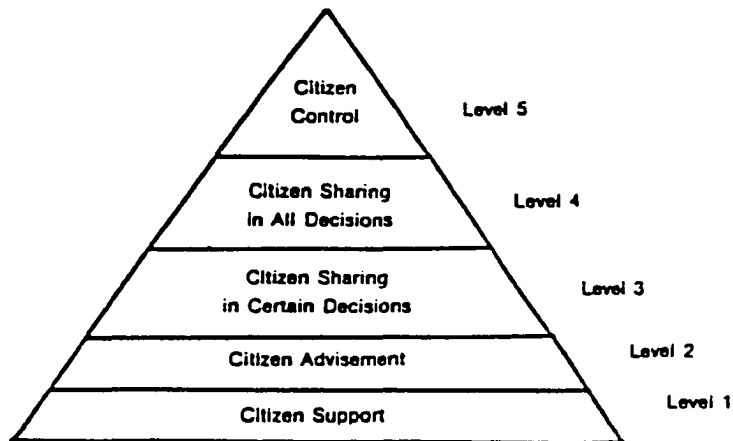 Citizen
Control
Level 5
Citizen Sharing
in All Decisions
Level 4
Citizen Sharing
in Certain Decisions
Level 3
Citizen Advisement
Level 2
Citizen Support
Level 1